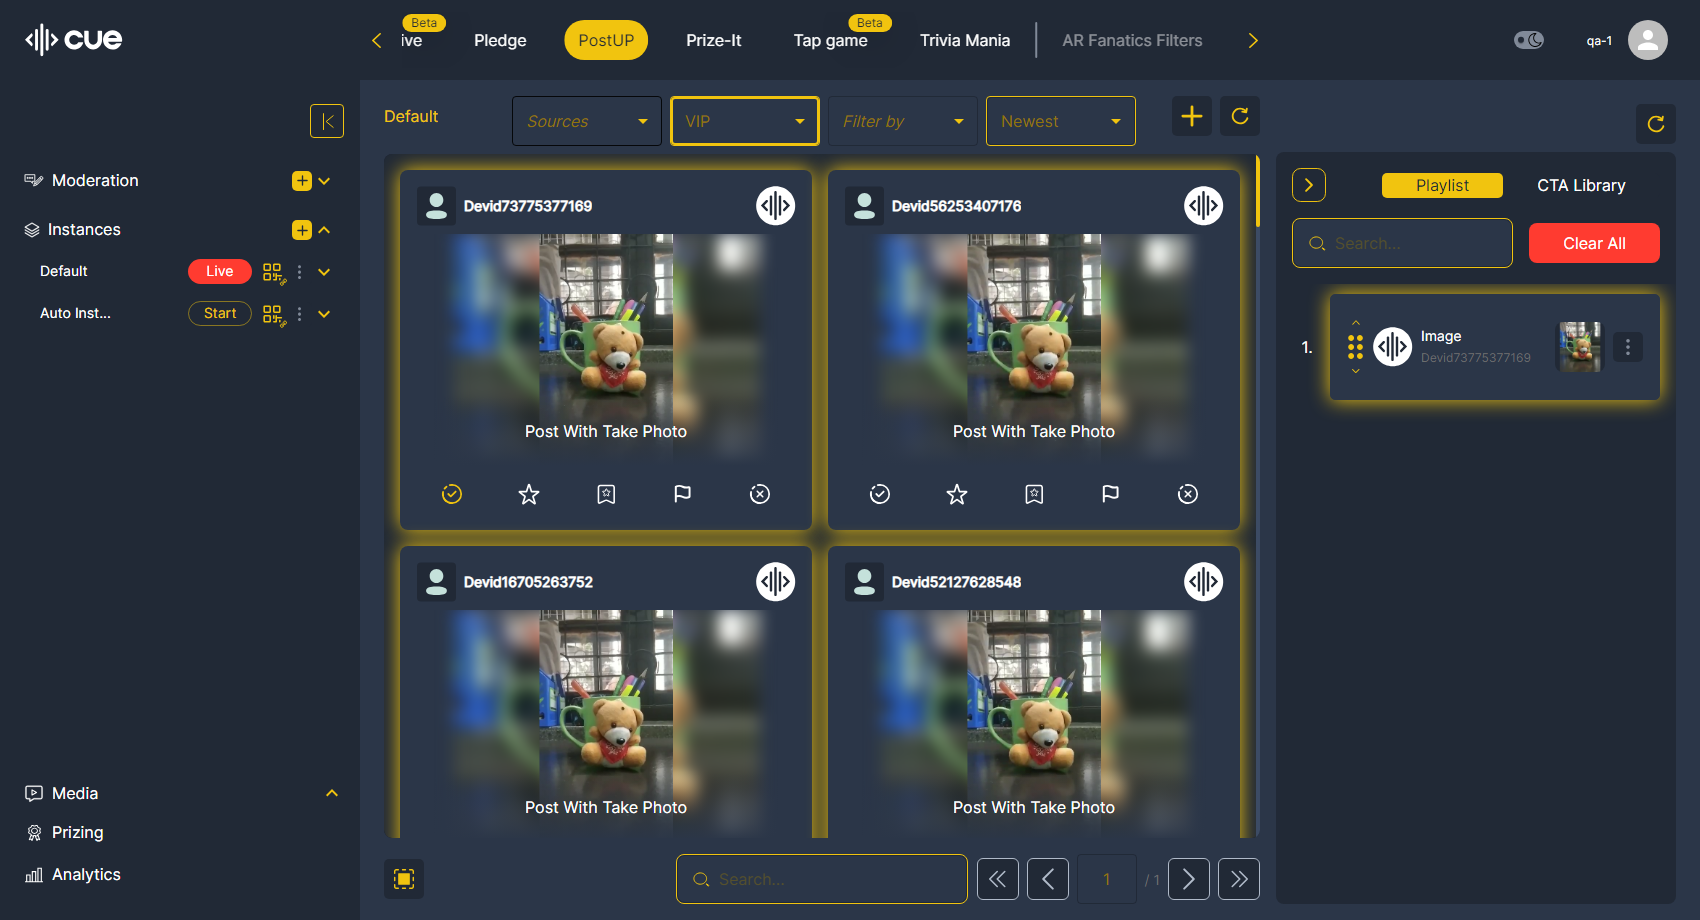 cue
Beta
ive
Pledge
PostUP
Prize-It
Beta
Tap game
Trivia Mania
AR Fanatics Filters
qa-1
Moderation
Instances
Default
Live
Auto Inst...
Start
Media
Prizing
Analytics
Default
Sources
VIP
Filter by
Newest
Devid73775377169
Post With Take Photo
Devid56253407176
Post With Take Photo
Devid16705263752
Post With Take Photo
Devid52127628548
Post With Take Photo
Search...
1
/ 1
Playlist
CTA Library
Search...
Clear All
1.
Image
Devid73775377169